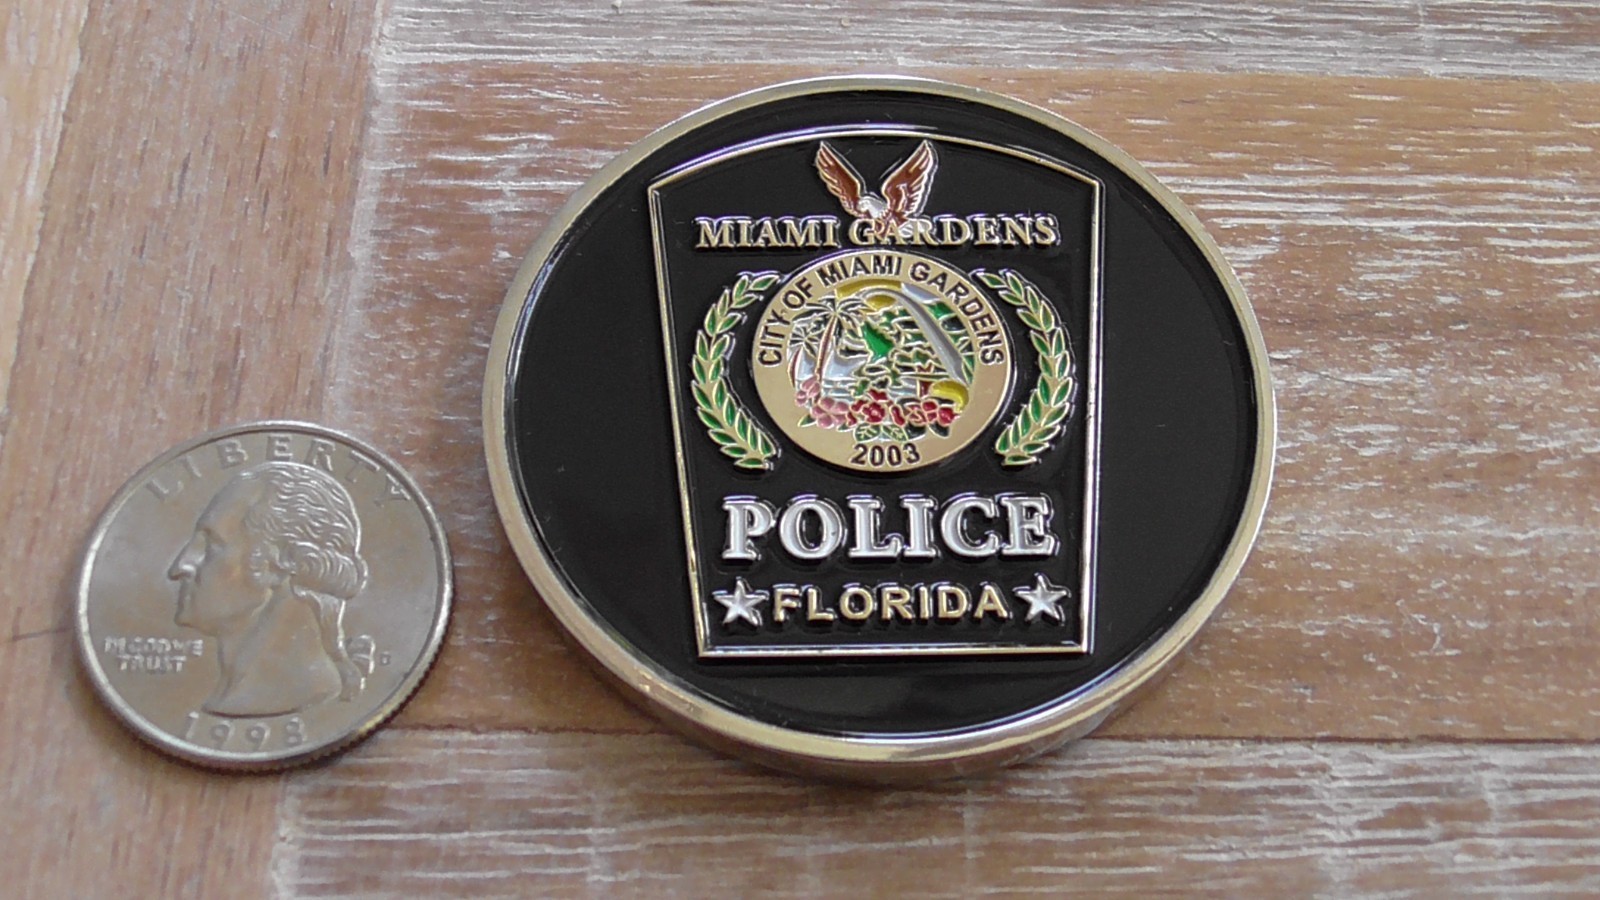 MIAMI GARDENS
CITY OF MIAMI GARDENS
2003
POLICE
FLORIDA
LIBERTY
IN GOD WE
TRUST
1998
D